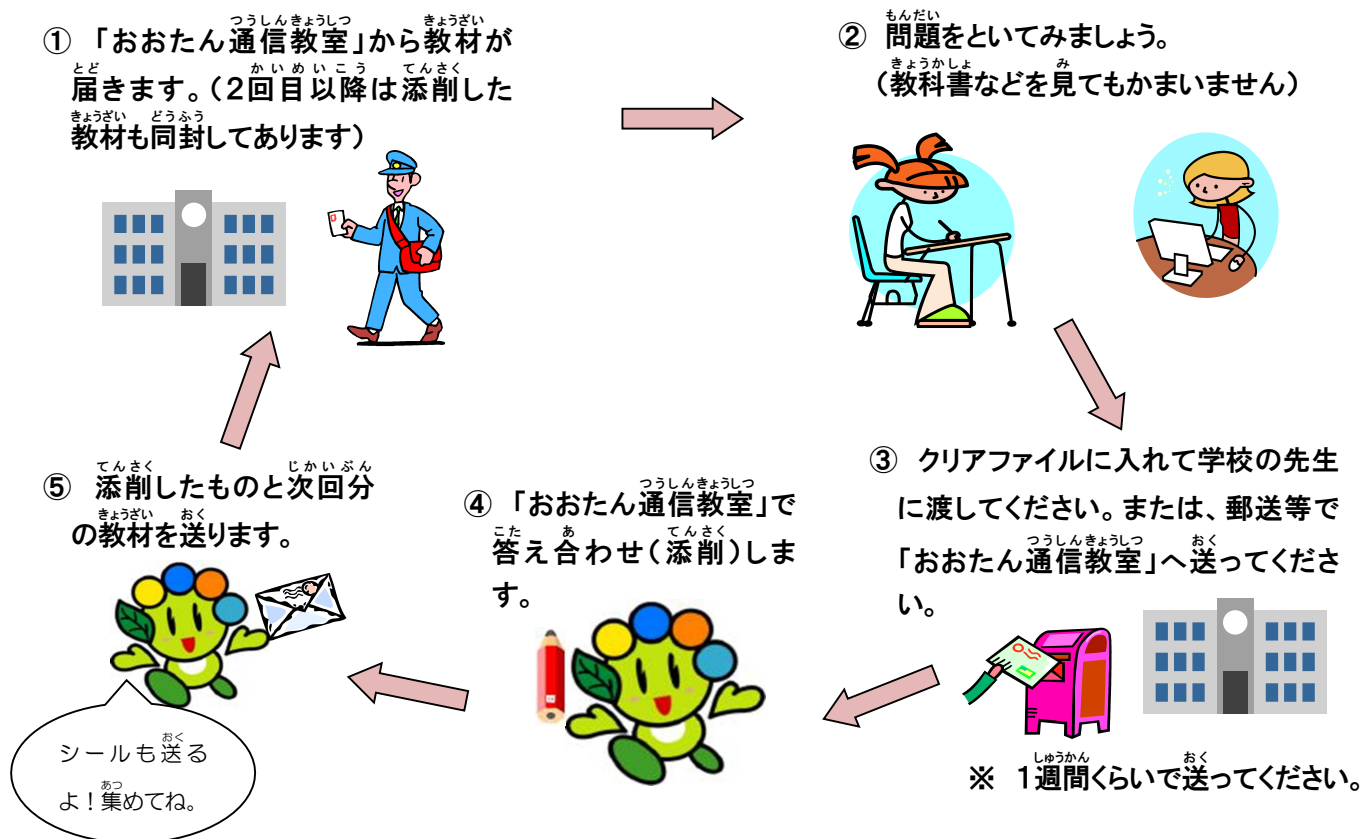 ① 「おおたん通信教室」から教材が
届きます。（2回目以降は添削した
教材も同封してあります）
② 問題をといてみましょう。
（教科書などを見てもかまいません）
③ クリアファイルに入れて学校の先生
に渡してください。または、郵送等で
「おおたん通信教室」へ送ってくださ
い。
※ 1週間くらいで送ってください。
④ 「おおたん通信教室」で
答え合わせ（添削）しま
す。
⑤ 添削したものと次回分
の教材を送ります。
シールも送る
よ！集めてね。